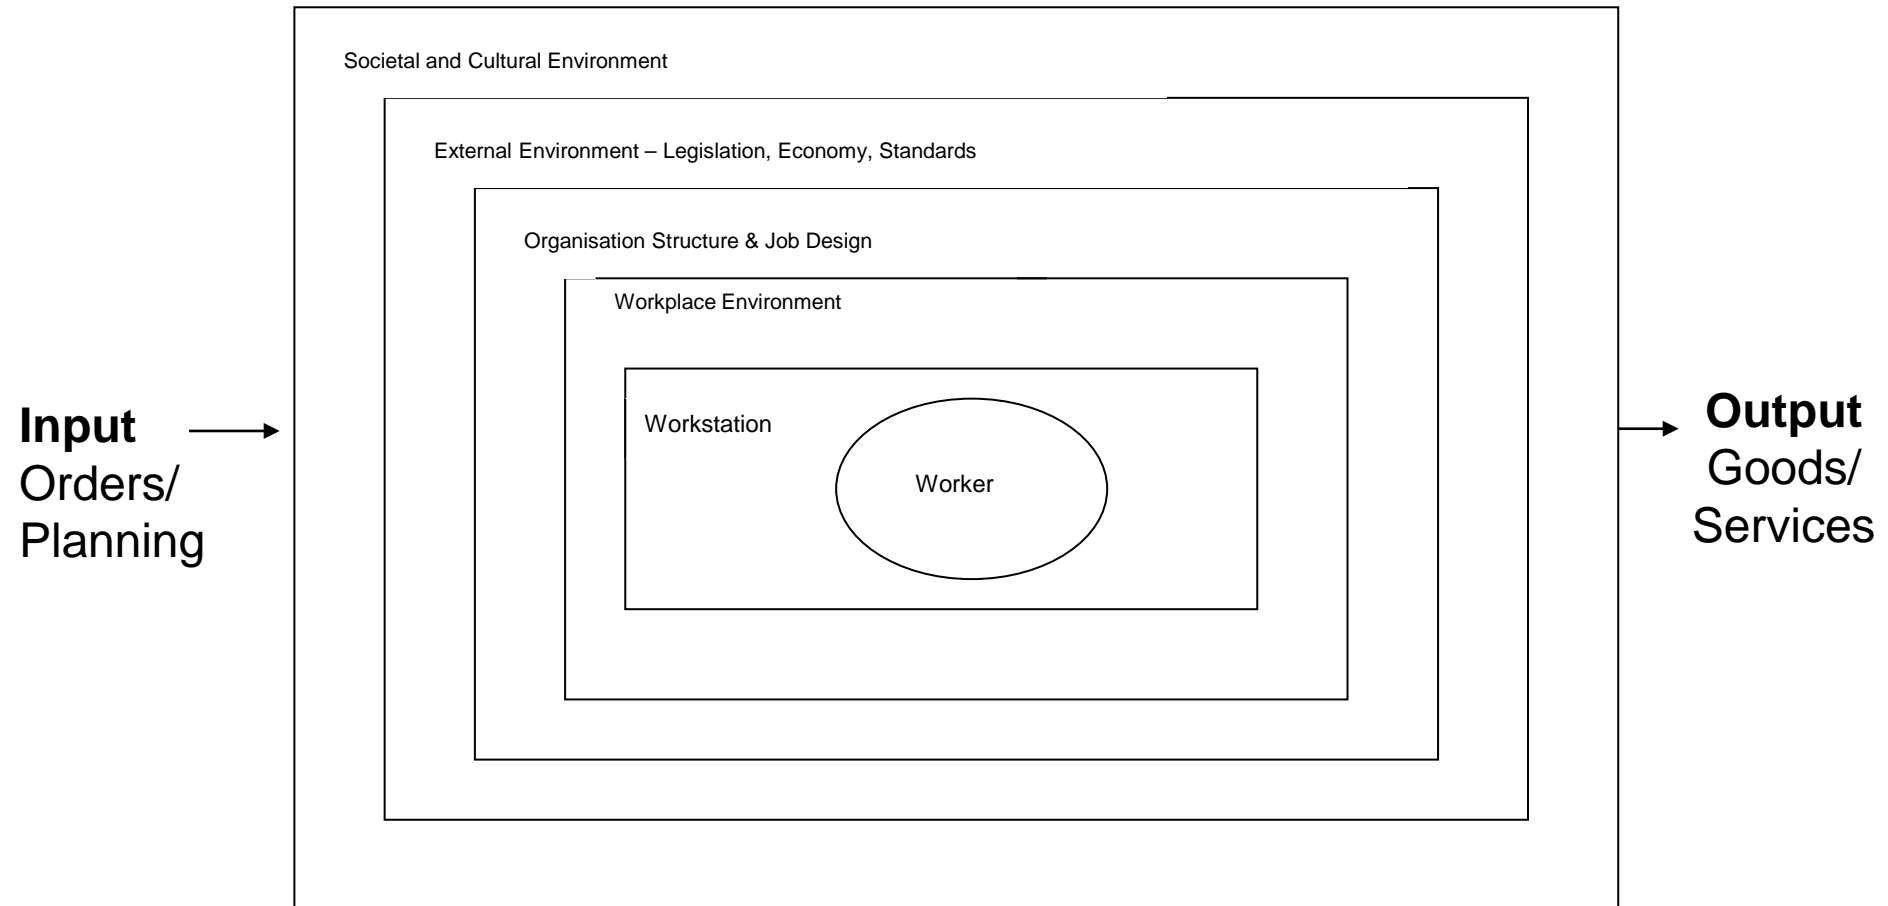 Societal and Cultural Environment
External Environment – Legislation, Economy, Standards
Organisation Structure & Job Design
Workplace Environment
Workstation
Worker
Input
Orders/
Planning
Output
Goods/
Services